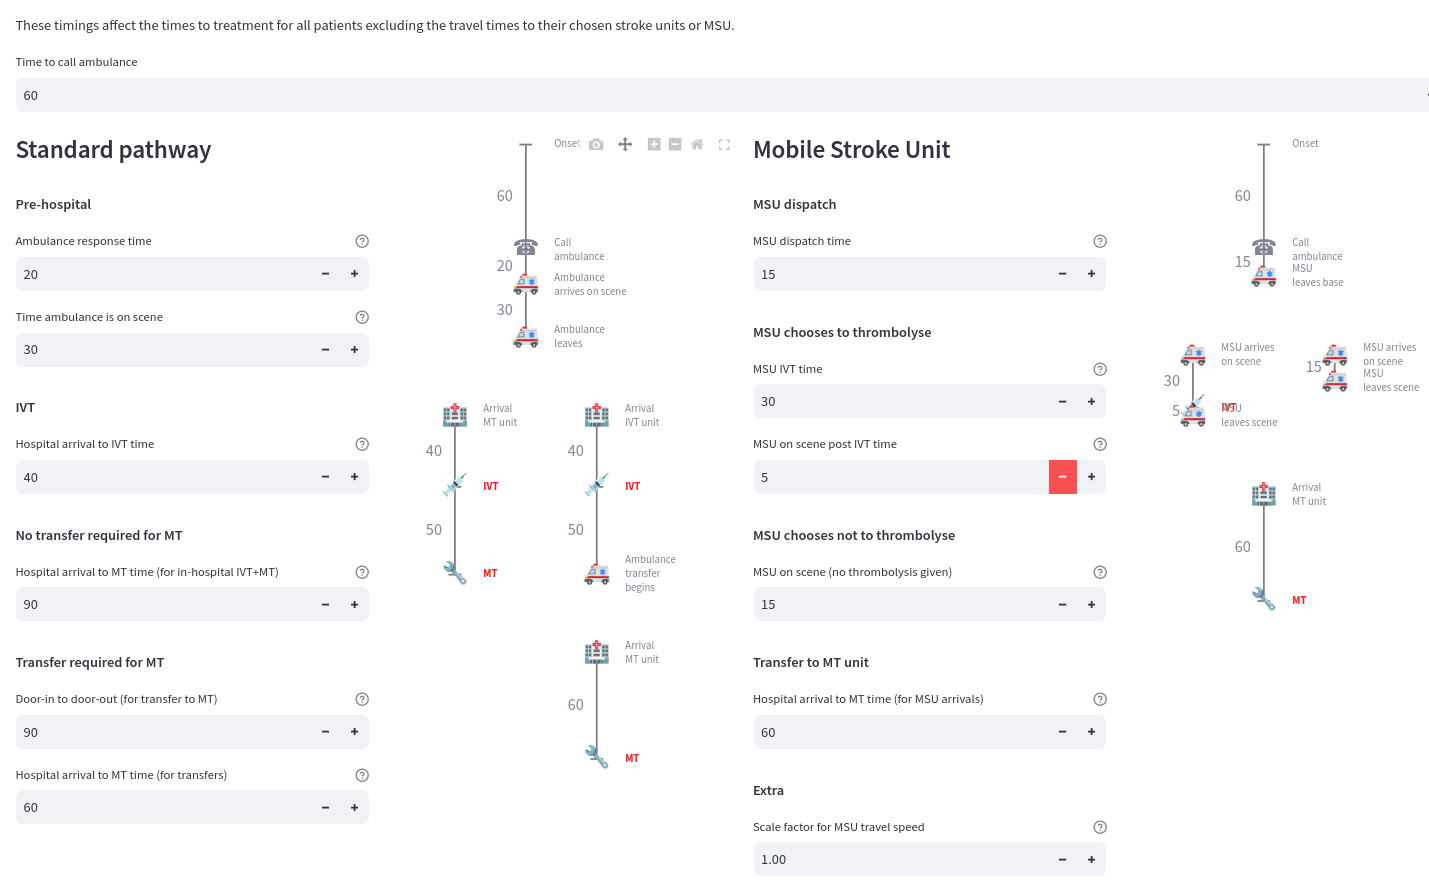 These timings affect the times to treatment for all patients excluding the travel times to their chosen stroke units or MSU.
Time to call ambulance
60
Standard pathway
Pre-hospital
Ambulance response time
20
Time ambulance is on scene
30
IVT
Hospital arrival to IVT time
40
No transfer required for MT
Hospital arrival to MT time (for in-hospital IVT+MT)
90
Transfer required for MT
Door-in to door-out (for transfer to MT)
90
Hospital arrival to MT time (for transfers)
60
Onset
60
Call
ambulance
20
Ambulance
arrives on scene
30
Ambulance
leaves
Arrival
MT unit
40
IVT
50
MT
Arrival
IVT unit
40
IVT
50
Ambulance
transfer
begins
Arrival
MT unit
60
MT
Mobile Stroke Unit
MSU dispatch
MSU dispatch time
15
MSU chooses to thrombolyse
MSU IVT time
30
MSU on scene post IVT time
5
MSU chooses not to thrombolyse
MSU on scene (no thrombolysis given)
15
Transfer to MT unit
Hospital arrival to MT time (for MSU arrivals)
60
Extra
Scale factor for MSU travel speed
1.00
Onset
60
Call
ambulance
15
MSU
leaves base
MSU arrives
on scene
30
IVT
5
MSU
leaves scene
MSU arrives
on scene
15
MSU
leaves scene
Arrival
MT unit
60
MT